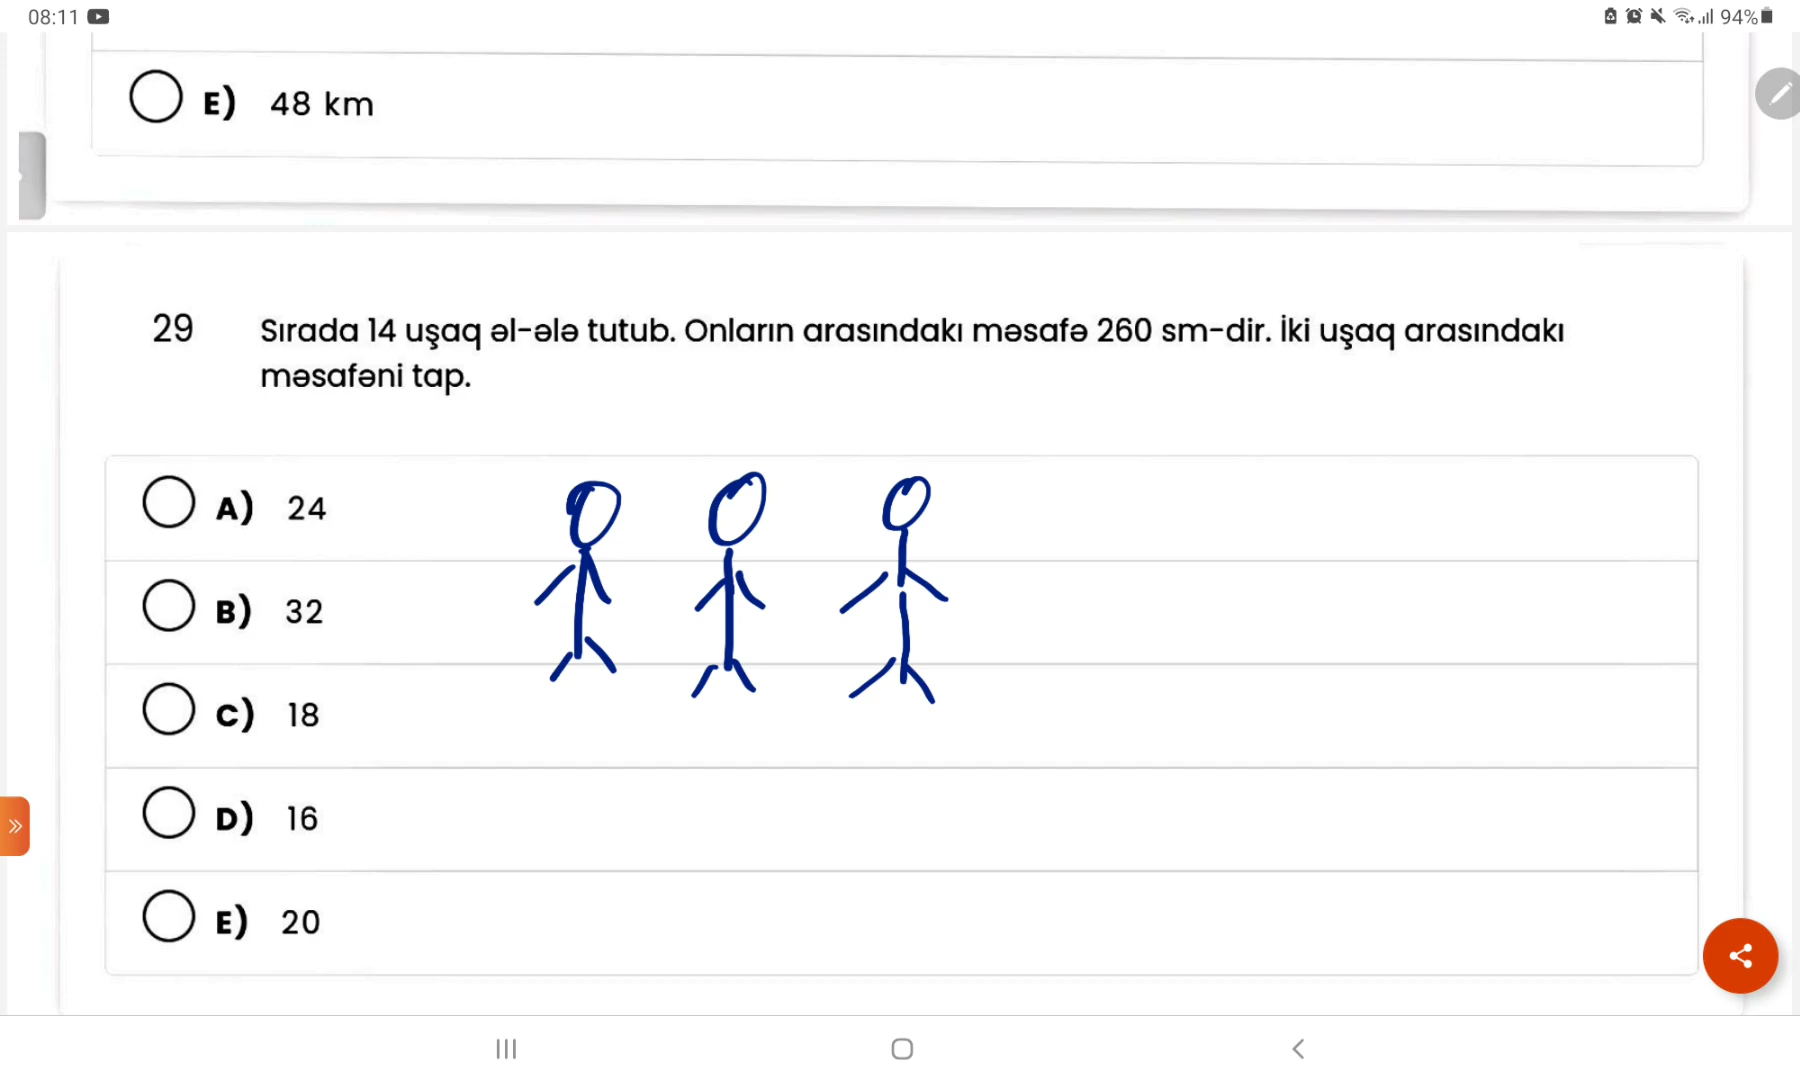 08:11
94%
E) 48 km
29 Sırada 14 uşaq əl-ələ tutub. Onların arasındakı məsafə 260 sm-dir. İki uşaq arasındakı
məsafəni tap.
A) 24
B) 32
C) 18
D) 16
E) 20